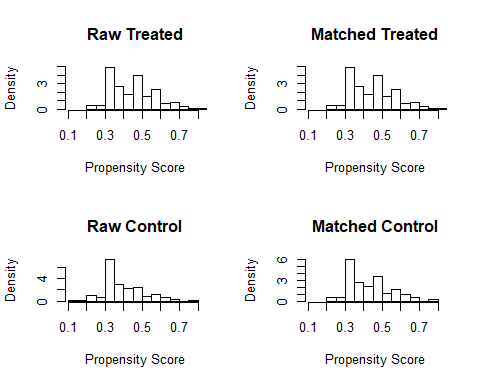 Raw Treated
Density
3
0
0.1 0.3 0.5 0.7
Propensity Score
Matched Treated
Density
3
0
0.1 0.3 0.5 0.7
Propensity Score
Raw Control
Density
4
0
0.1 0.3 0.5 0.7
Propensity Score
Matched Control
Density
6
3
0
0.1 0.3 0.5 0.7
Propensity Score